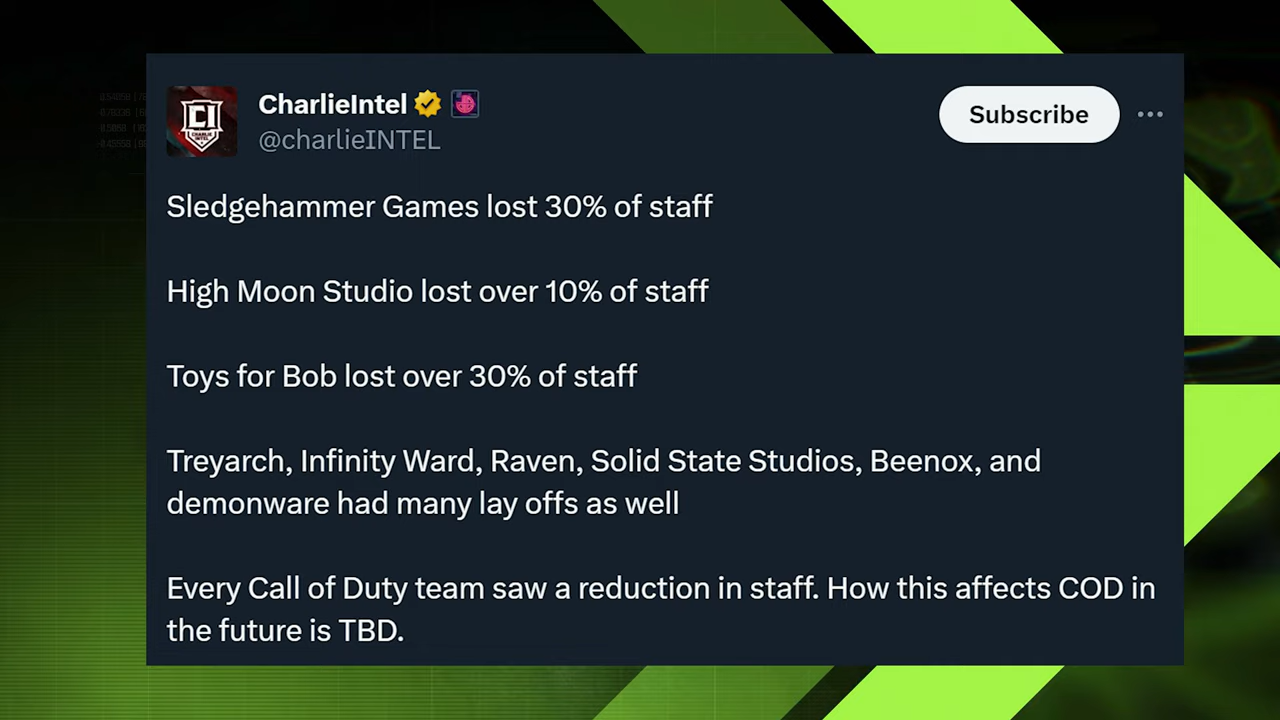 CharlieIntel
@charlieINTEL
Subscribe
Sledgehammer Games lost 30% of staff
High Moon Studio lost over 10% of staff
Toys for Bob lost over 30% of staff
Treyarch, Infinity Ward, Raven, Solid State Studios, Beenox, and
demonware had many lay offs as well
Every Call of Duty team saw a reduction in staff. How this affects COD in
the future is TBD.